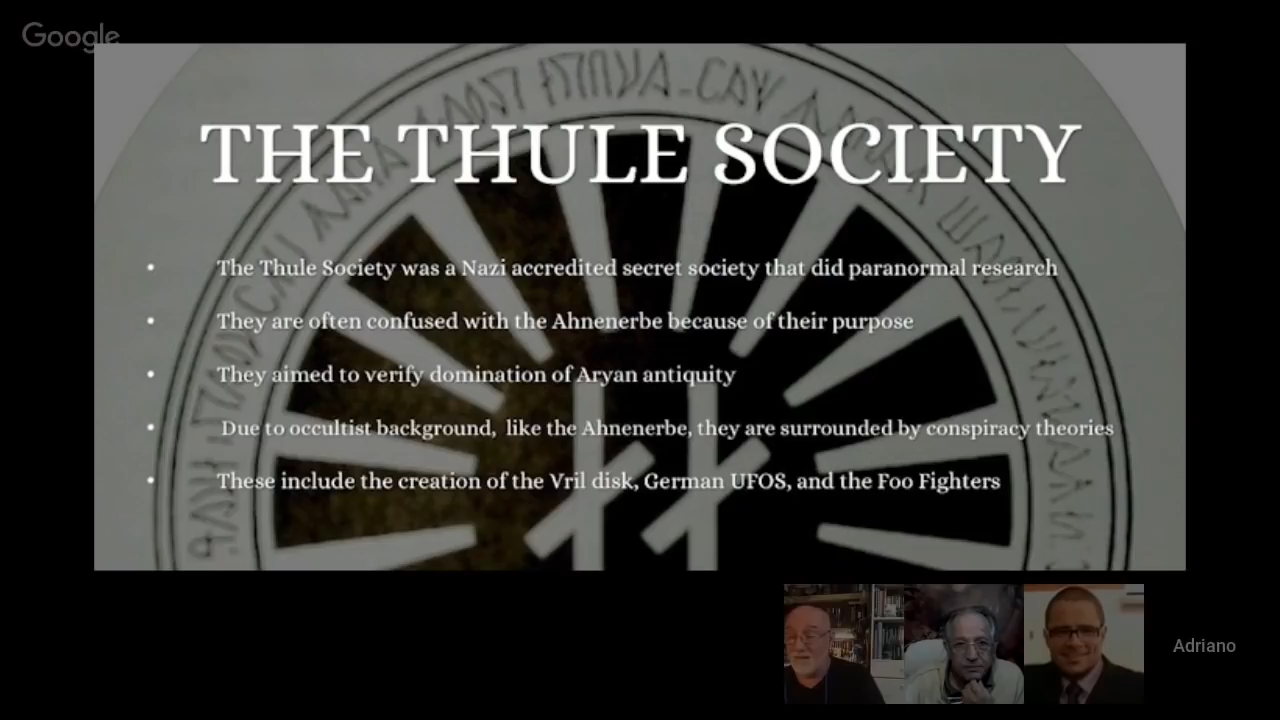 Google
THE THULE SOCIETY
• The Thule Society was a Nazi accredited secret society that did paranormal research
• They are often confused with the Ahnenerbe because of their purpose
• They aimed to verify domination of Aryan antiquity
• Due to occultist background, like the Ahnenerbe, they are surrounded by conspiracy theories
• These include the creation of the Vril disk, German UFOS, and the Foo Fighters
Adriano